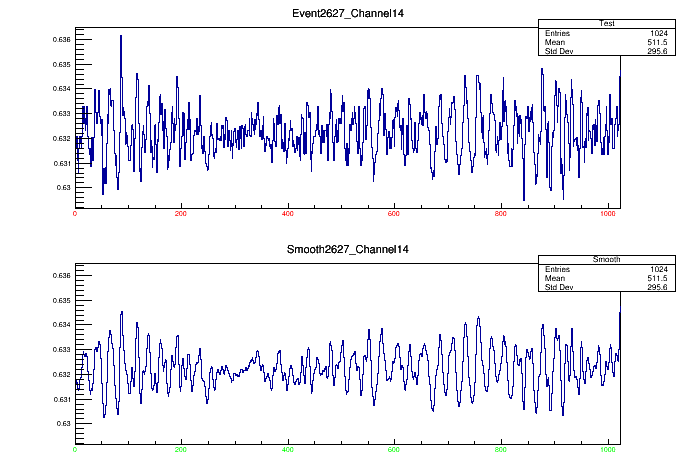 Event2627_Channel14
Test
Entries 1024
Mean 511.5
Std Dev 295.6
0.636
0.635
0.634
0.633
0.632
0.631
0.63
0 200 400 600 800 1000
Smooth2627_Channel14
Smooth
Entries 1024
Mean 511.5
Std Dev 295.6
0.636
0.635
0.634
0.633
0.632
0.631
0.63
0 200 400 600 800 1000